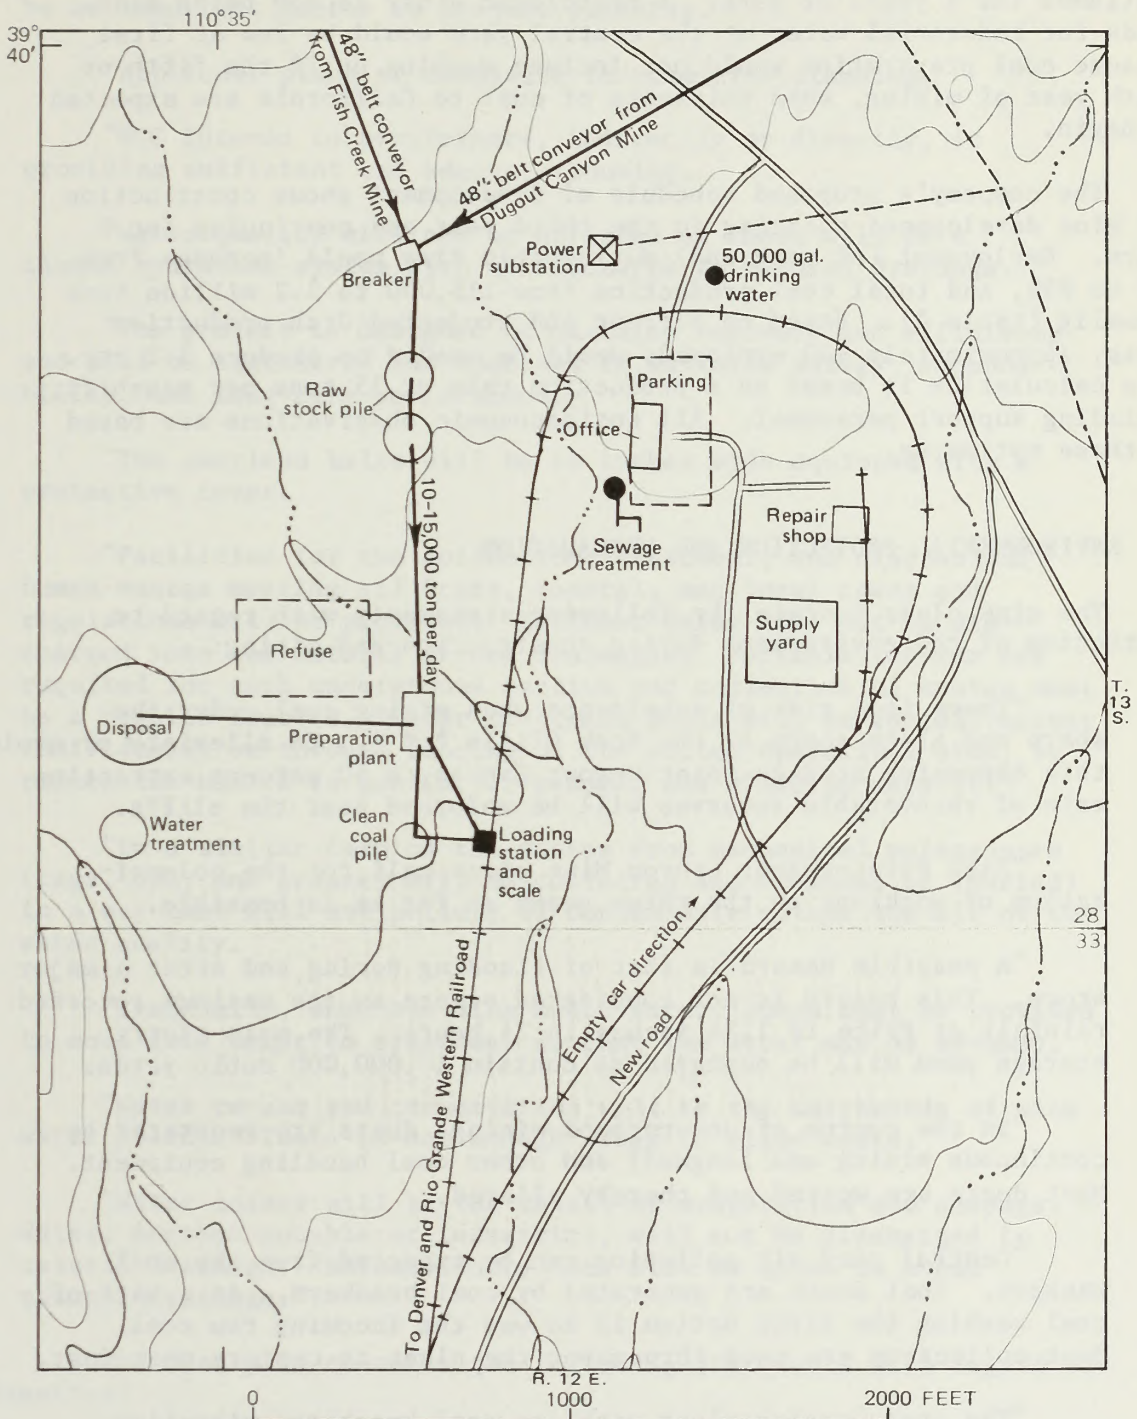 110°35'
39°
40'
48" belt conveyor
from Fish Creek Mine
48" belt conveyor from
Dugout Canyon Mine
Breaker
Power
substation
50,000 gal.
drinking
water
Raw
stock pile
Parking
Office
10-15,000 ton per day
Sewage
treatment
Repair
shop
Supply
yard
Refuse
Disposal
Preparation
plant
T.
13
S.
Water
treatment
Clean
coal
pile
Loading
station
and
scale
28
33
To Denver and Rio Grande Western Railroad
Empty car direction
New road
R. 12 E.
0 1000 2000 FEET